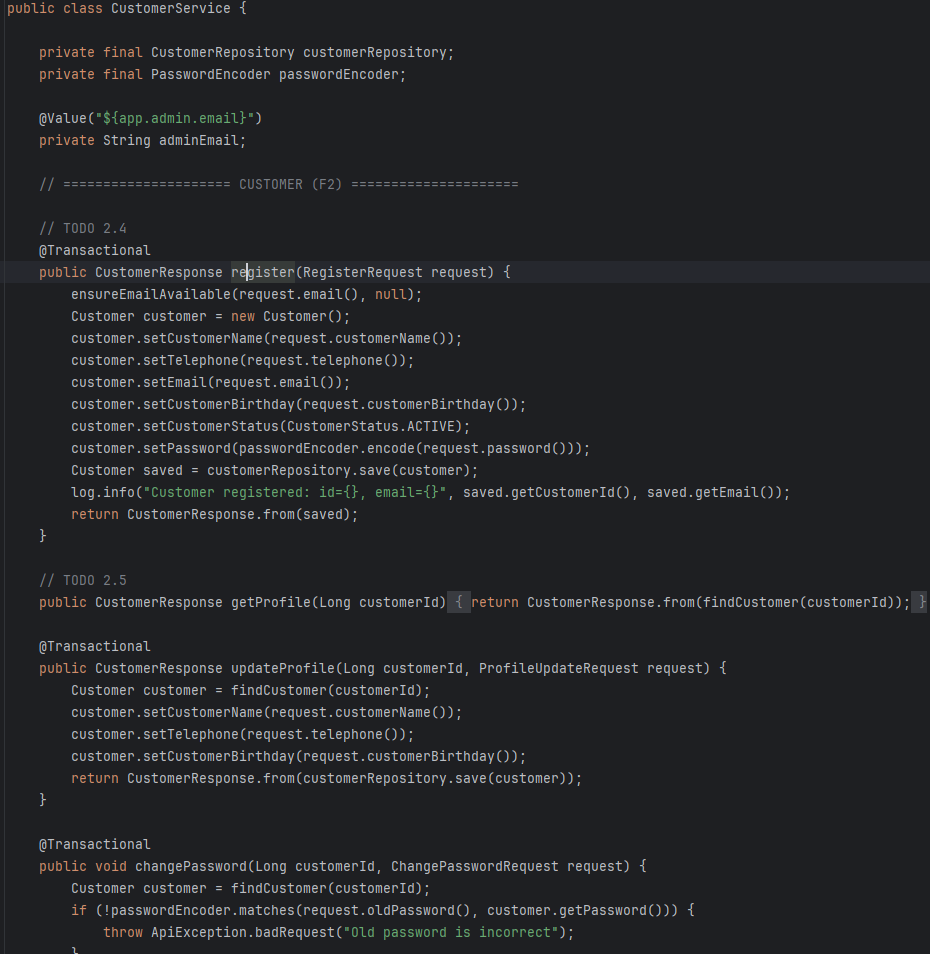 public class CustomerService {
private final CustomerRepository customerRepository;
private final PasswordEncoder passwordEncoder;
@Value("${app.admin.email}")
private String adminEmail;
// ===================== CUSTOMER (F2) =====================
// TODO 2.4
@Transactional
public CustomerResponse register(RegisterRequest request) {
ensureEmailAvailable(request.email(), null);
Customer customer = new Customer();
customer.setCustomerName(request.customerName());
customer.setTelephone(request.telephone());
customer.setEmail(request.email());
customer.setCustomerBirthday(request.customerBirthday());
customer.setCustomerStatus(CustomerStatus.ACTIVE);
customer.setPassword(passwordEncoder.encode(request.password()));
Customer saved = customerRepository.save(customer);
log.info("Customer registered: id={}, email={}", saved.getCustomerId(), saved.getEmail());
return CustomerResponse.from(saved);
}
// TODO 2.5
public CustomerResponse getProfile(Long customerId) { return CustomerResponse.from(findCustomer(customerId)); }
@Transactional
public CustomerResponse updateProfile(Long customerId, ProfileUpdateRequest request) {
Customer customer = findCustomer(customerId);
customer.setCustomerName(request.customerName());
customer.setTelephone(request.telephone());
customer.setCustomerBirthday(request.customerBirthday());
return CustomerResponse.from(customerRepository.save(customer));
}
@Transactional
public void changePassword(Long customerId, ChangePasswordRequest request) {
Customer customer = findCustomer(customerId);
if (!passwordEncoder.matches(request.oldPassword(), customer.getPassword())) {
throw ApiException.badRequest("Old password is incorrect");
}